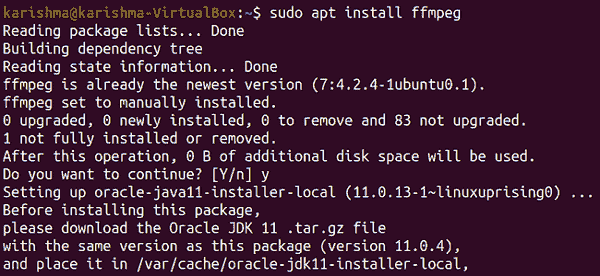 karishma@karishma-VirtualBox:~$ sudo apt install ffmpeg
Reading package lists... Done
Building dependency tree
Reading state information... Done
ffmpeg is already the newest version (7:4.2.4-1ubuntu0.1).
ffmpeg set to manually installed.
0 upgraded, 0 newly installed, 0 to remove and 83 not upgraded.
1 not fully installed or removed.
After this operation, 0 B of additional disk space will be used.
Do you want to continue? [Y/n] y
Setting up oracle-java11-installer-local (11.0.13-1~linuxuprising0) ...
Before installing this package,
please download the Oracle JDK 11 .tar.gz file
with the same version as this package (version 11.0.4),
and place it in /var/cache/oracle-jdk11-installer-local,